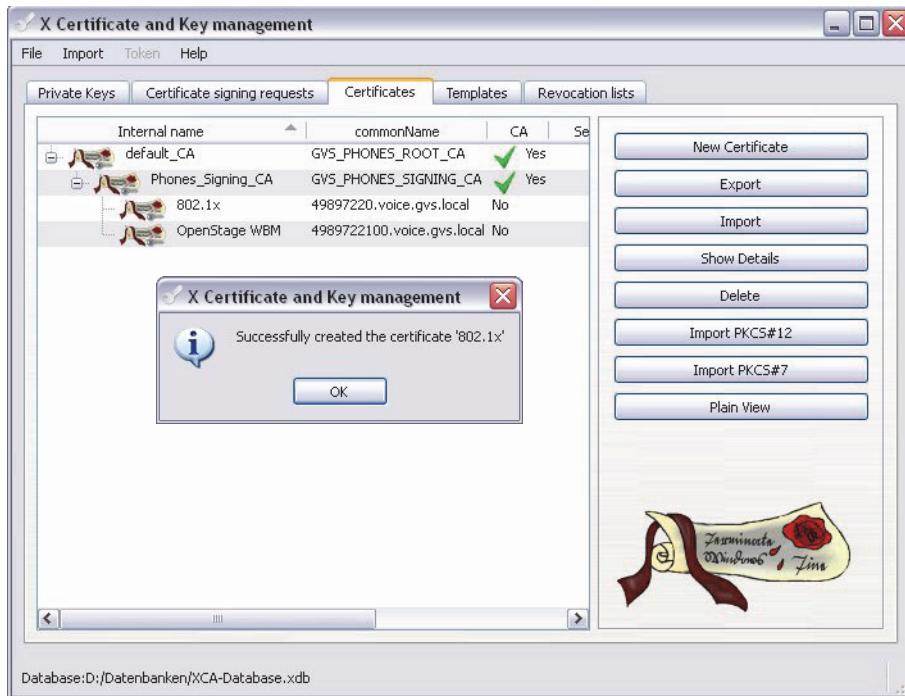 X Certificate and Key management
File Import Token Help
Private Keys Certificate signing requests Certificates Templates Revocation lists
Internal name commonName CA Se
default_CA GVS_PHONES_ROOT_CA Yes
Phones_Signing_CA GVS_PHONES_SIGNING_CA Yes
802.1x 49897220.voice.gvs.local No
OpenStage WBM 4989722100.voice.gvs.local No
X Certificate and Key management
Successfully created the certificate '802.1x'
OK
New Certificate
Export
Import
Show Details
Delete
Import PKCS#12
Import PKCS#7
Plain View
Windows
Database:D:/Datenbanken/XCA-Database.xdb